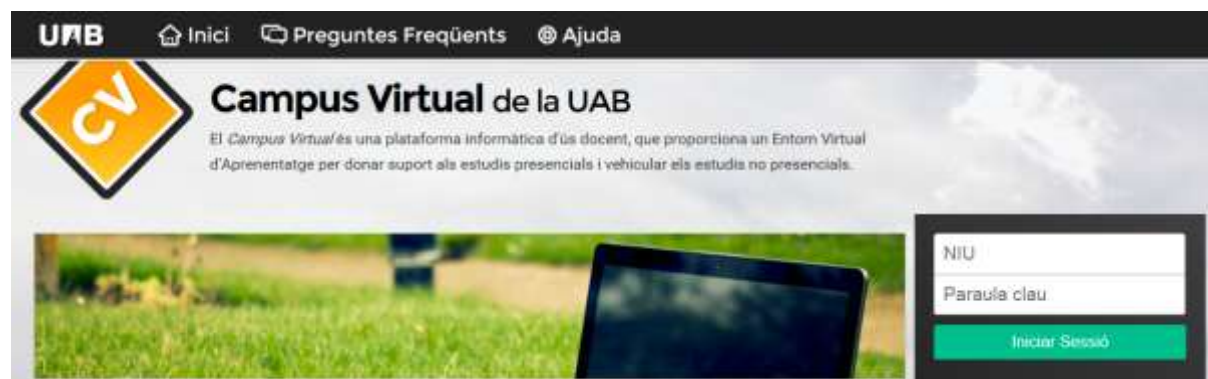 UAB Inici Preguntes Freqüents Ajuda
CV
Campus Virtual de la UAB
El Campus Virtual és una plataforma informàtica d'ús docent, que proporciona un Entorn Virtual
d'Aprenentatge per donar suport als estudis presencials i vehicular els estudis no presencials.
NIU
Paraula clau
Iniciar Sessió